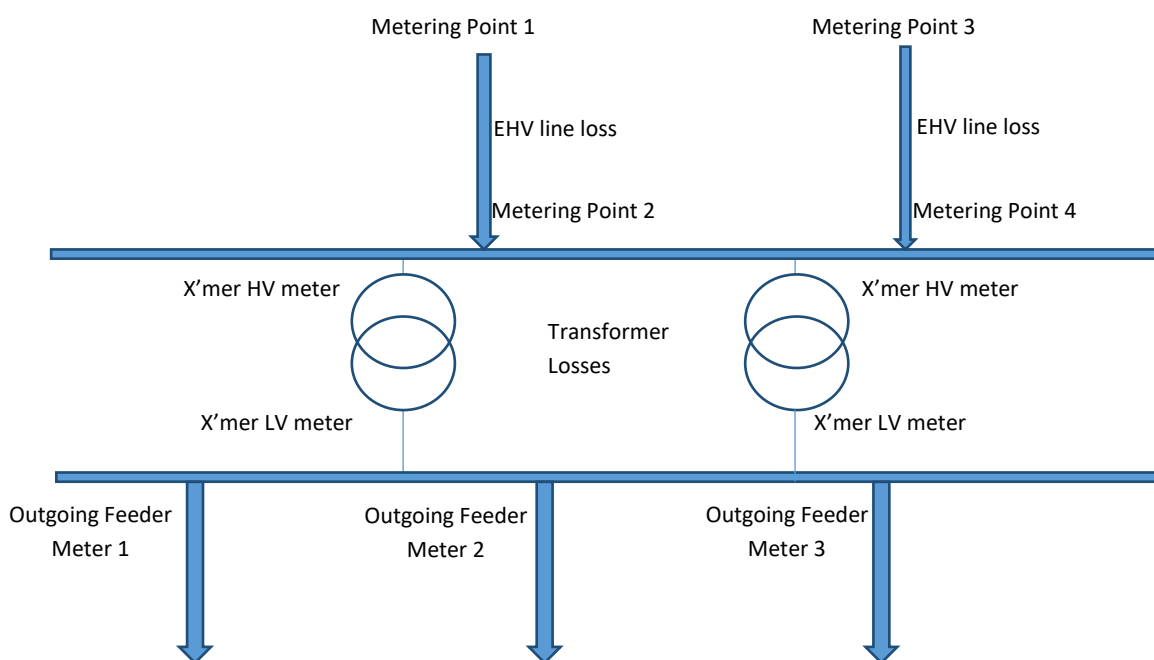 Metering Point 1
Metering Point 3
EHV line loss
EHV line loss
Metering Point 2
Metering Point 4
X’mer HV meter
X’mer HV meter
Transformer
Losses
X’mer LV meter
X’mer LV meter
Outgoing Feeder
Meter 1
Outgoing Feeder
Meter 2
Outgoing Feeder
Meter 3